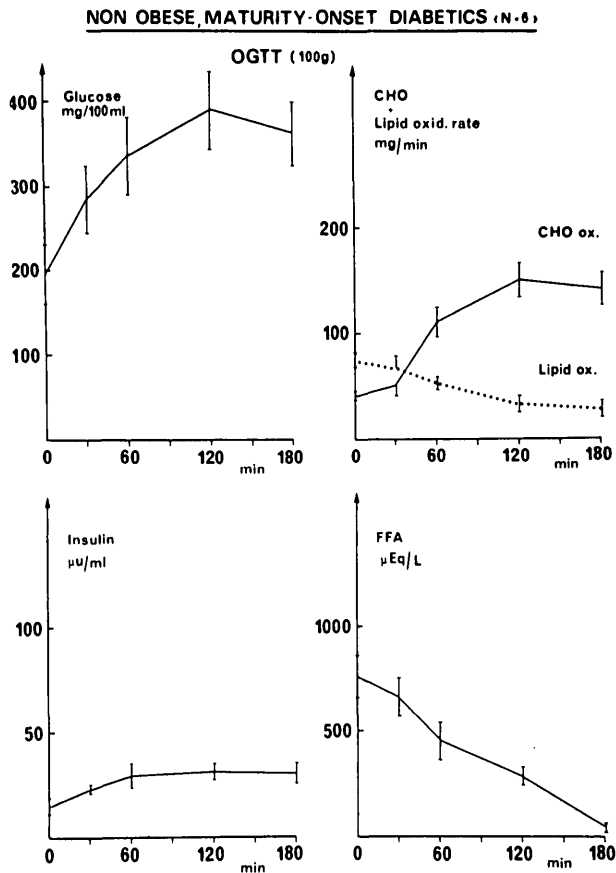 NON OBESE, MATURITY-ONSET DIABETICS (N=6)
OGTT (100g)
Glucose
mg/100ml
400
300
200
100
0 60 120 180
min
CHO
+
Lipid oxid. rate
mg/min
200
100
CHO ox.
Lipid ox.
0 60 120 180
min
Insulin
µu/ml
100
50
0 60 120 180
min
FFA
µEq/L
1000
500
0 60 120 180
min